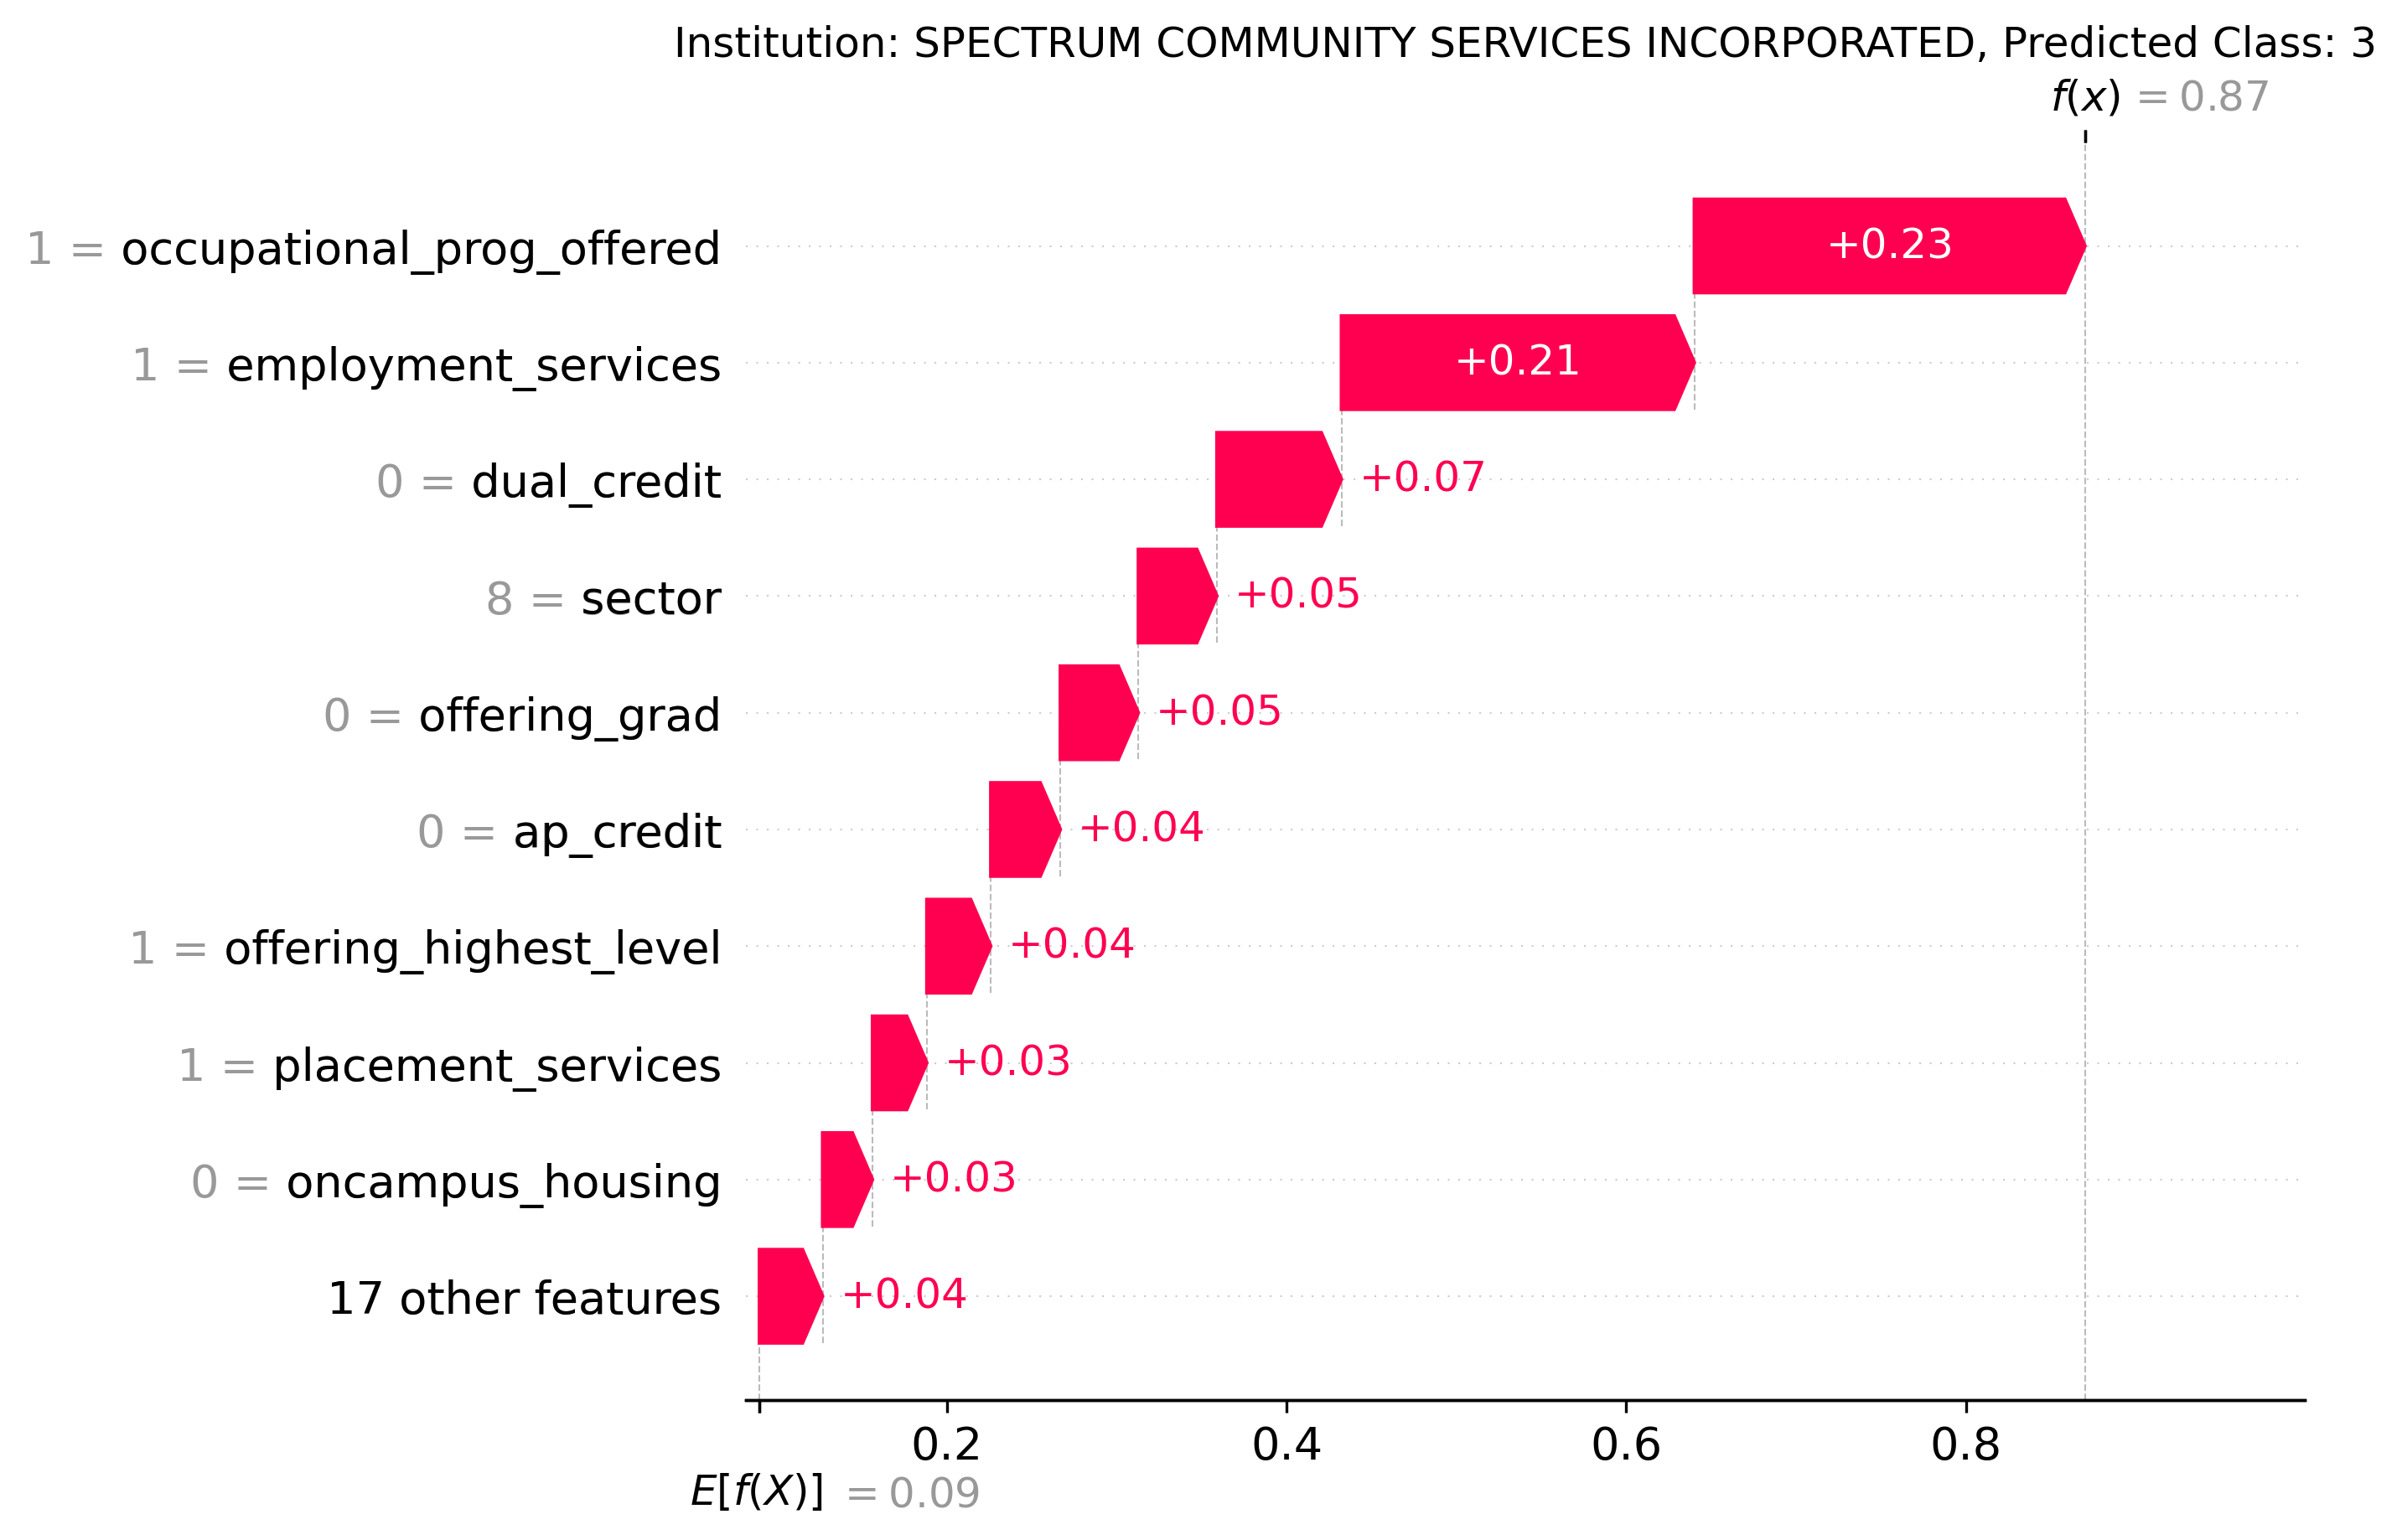 Institution: SPECTRUM COMMUNITY SERVICES INCORPORATED, Predicted Class: 3
f(x) = 0.87
1 = occupational_prog_offered +0.23
1 = employment_services +0.21
0 = dual_credit +0.07
8 = sector +0.05
0 = offering_grad +0.05
0 = ap_credit +0.04
1 = offering_highest_level +0.04
1 = placement_services +0.03
0 = oncampus_housing +0.03
17 other features +0.04
0.2 0.4 0.6 0.8
E[f(X)] = 0.09